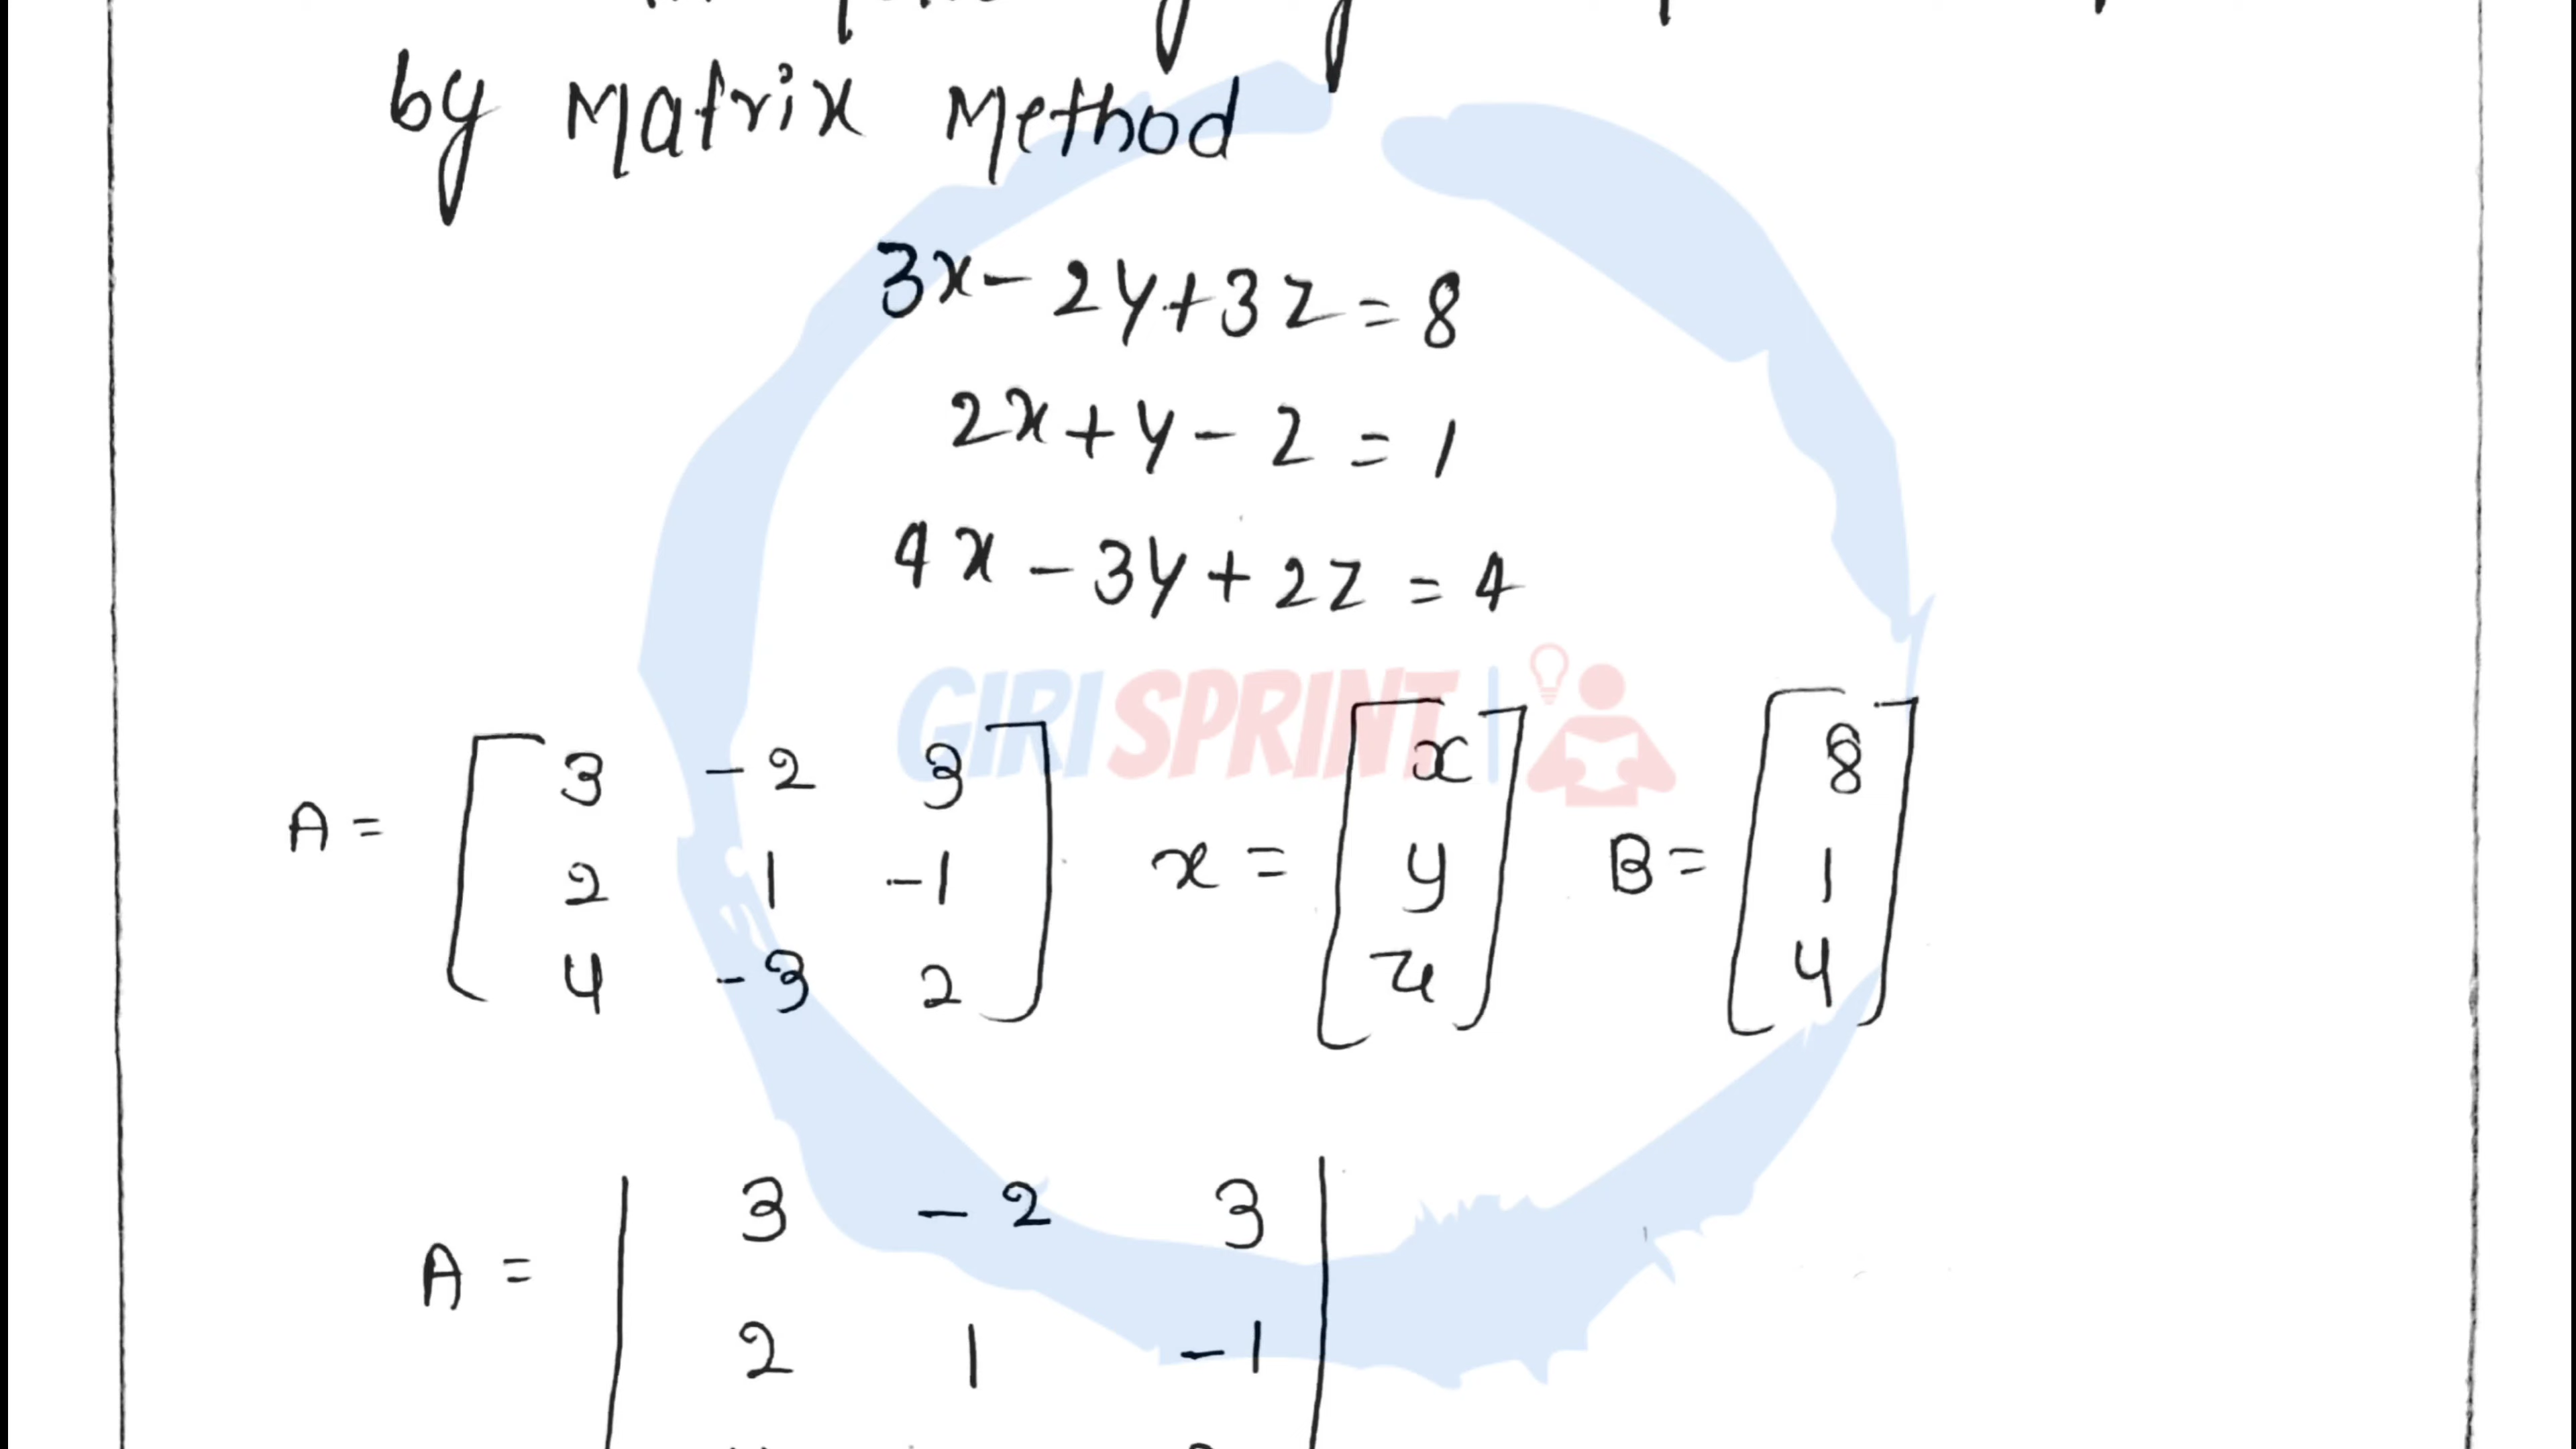 by Matrix Method
3x - 2y + 3z = 8
2x + y - z = 1
4x - 3y + 2z = 4
GIRISPRINT
A = [ 3 -2 3
2 1 -1
4 -3 2 ]
x = [ x
y
z ]
B = [ 8
1
4 ]
A = | 3 -2 3 |
| 2 1 -1 |